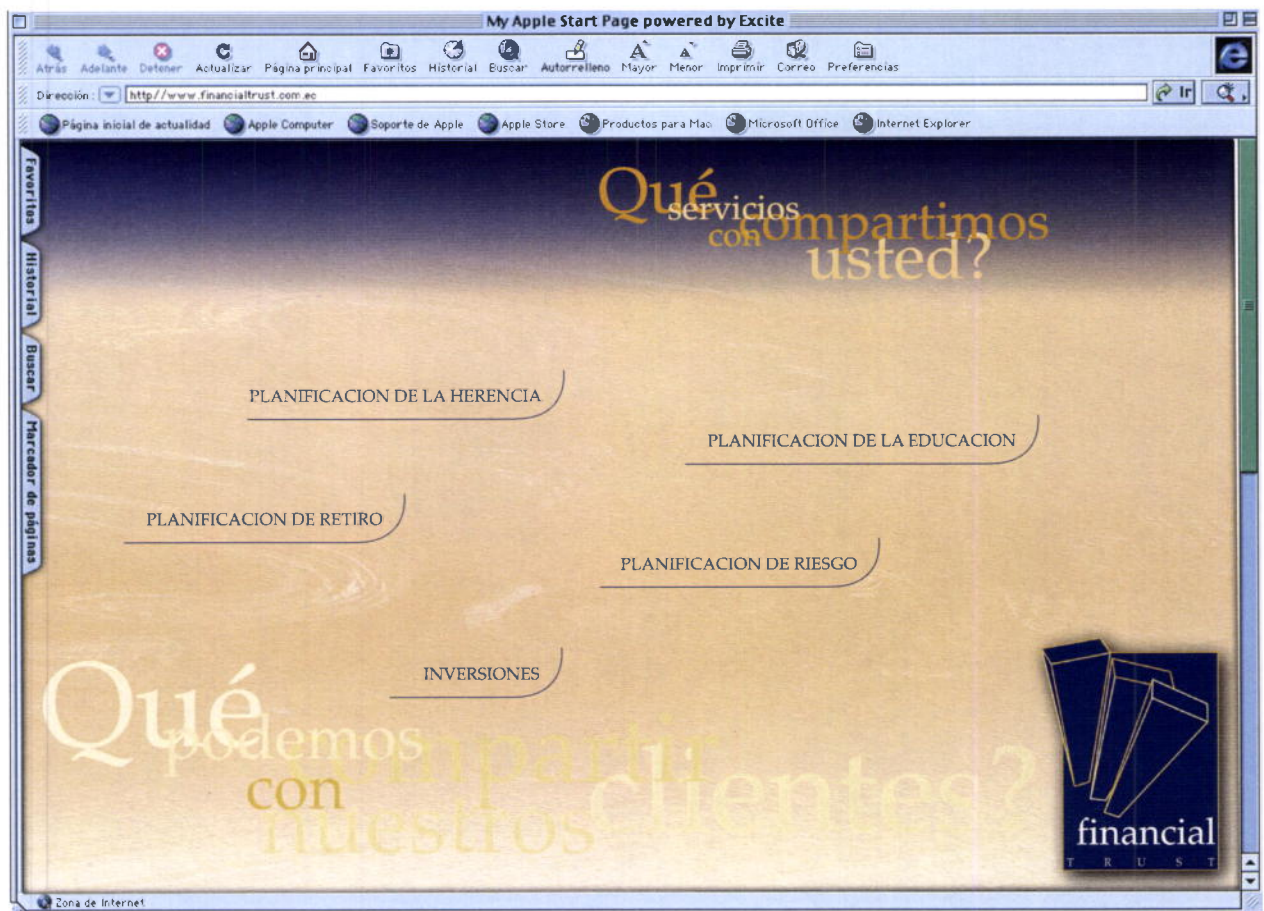 My Apple Start Page powered by Excite
Atrás Adelante Detener Actualizar Página principal Favoritos Historial Buscar Autorrelleno Mayor Menor Imprimir Correo Preferencias
Dirección : http//www.financialtrust.com.ec Ir
Página inicial de actualidad Apple Computer Soporte de Apple Apple Store Productos para Mac Microsoft Office Internet Explorer
Favoritos
Historial
Buscar
Marcador de páginas
Qué
servicios
compartimos
con
usted?
PLANIFICACION DE LA HERENCIA
PLANIFICACION DE LA EDUCACION
PLANIFICACION DE RETIRO
PLANIFICACION DE RIESGO
INVERSIONES
Qué
podemos
compartir
con
nuestros
clientes?
financial
TRUST
Zona de Internet